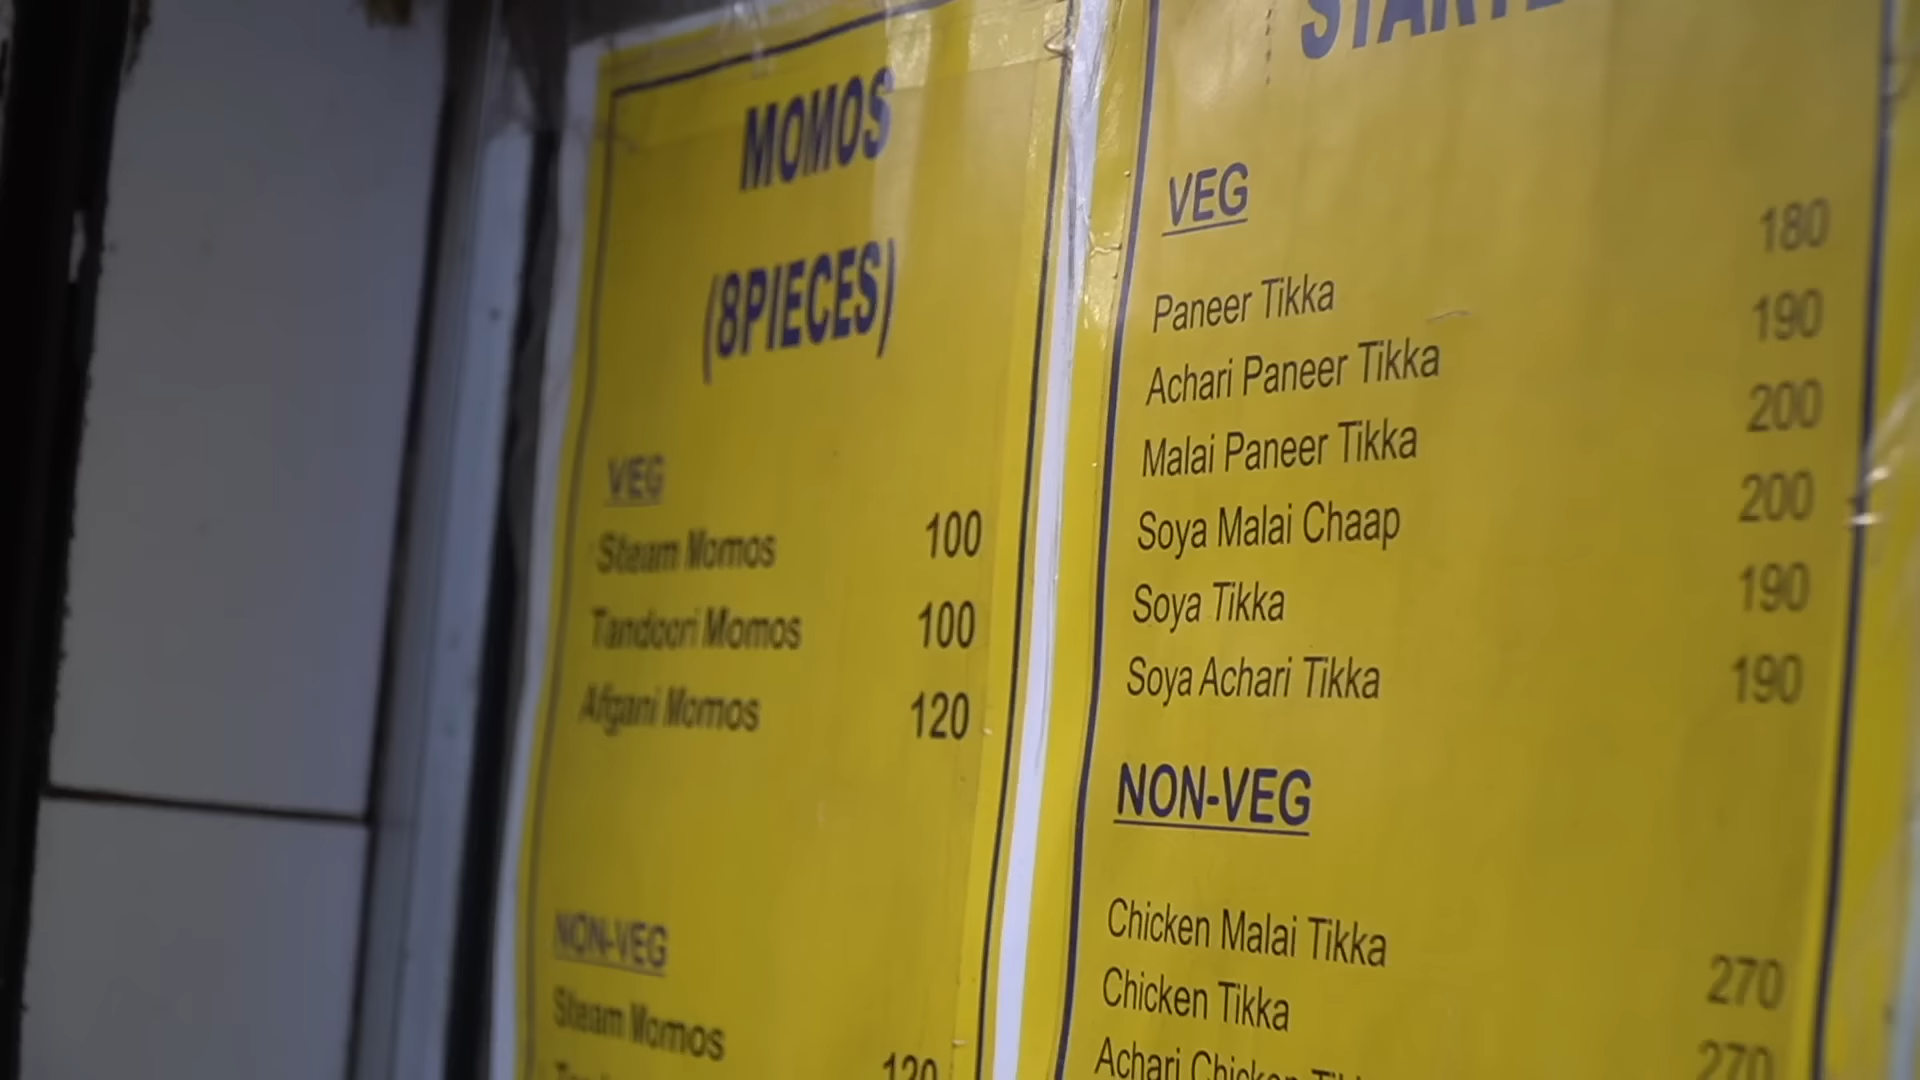 MOMOS
(8PIECES)
VEG
Steam Momos 100
Tandoori Momos 100
Afgani Momos 120
NON-VEG
Steam Momos
120
VEG
180
Paneer Tikka 190
Achari Paneer Tikka 200
Malai Paneer Tikka 200
Soya Malai Chaap 190
Soya Tikka 190
Soya Achari Tikka
NON-VEG
Chicken Malai Tikka 270
Chicken Tikka 270
Achari Chicken